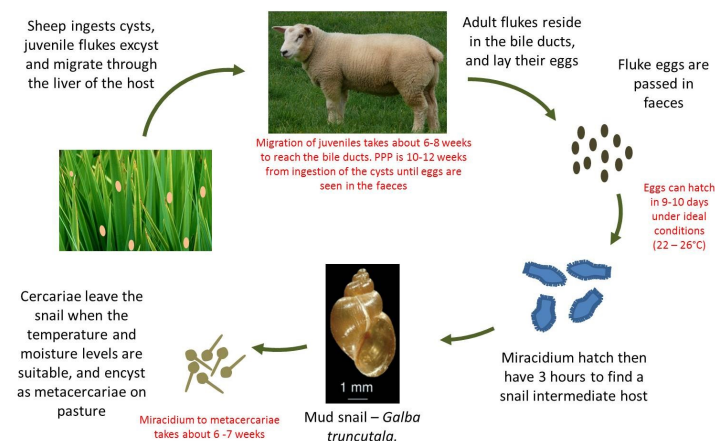 Sheep ingests cysts,
juvenile flukes excyst
and migrate through
the liver of the host
Migration of juveniles takes about 6-8 weeks
to reach the bile ducts. PPP is 10-12 weeks
from ingestion of the cysts until eggs are
seen in the faeces
Adult flukes reside
in the bile ducts,
and lay their eggs
Fluke eggs are
passed in
faeces
Eggs can hatch
in 9-10 days
under ideal
conditions
(22 – 26°C)
Miracidium hatch then
have 3 hours to find a
snail intermediate host
1 mm
Mud snail – Galba
truncutala.
Miracidium to metacercariae
takes about 6 -7 weeks
Cercariae leave the
snail when the
temperature and
moisture levels are
suitable, and encyst
as metacercariae on
pasture